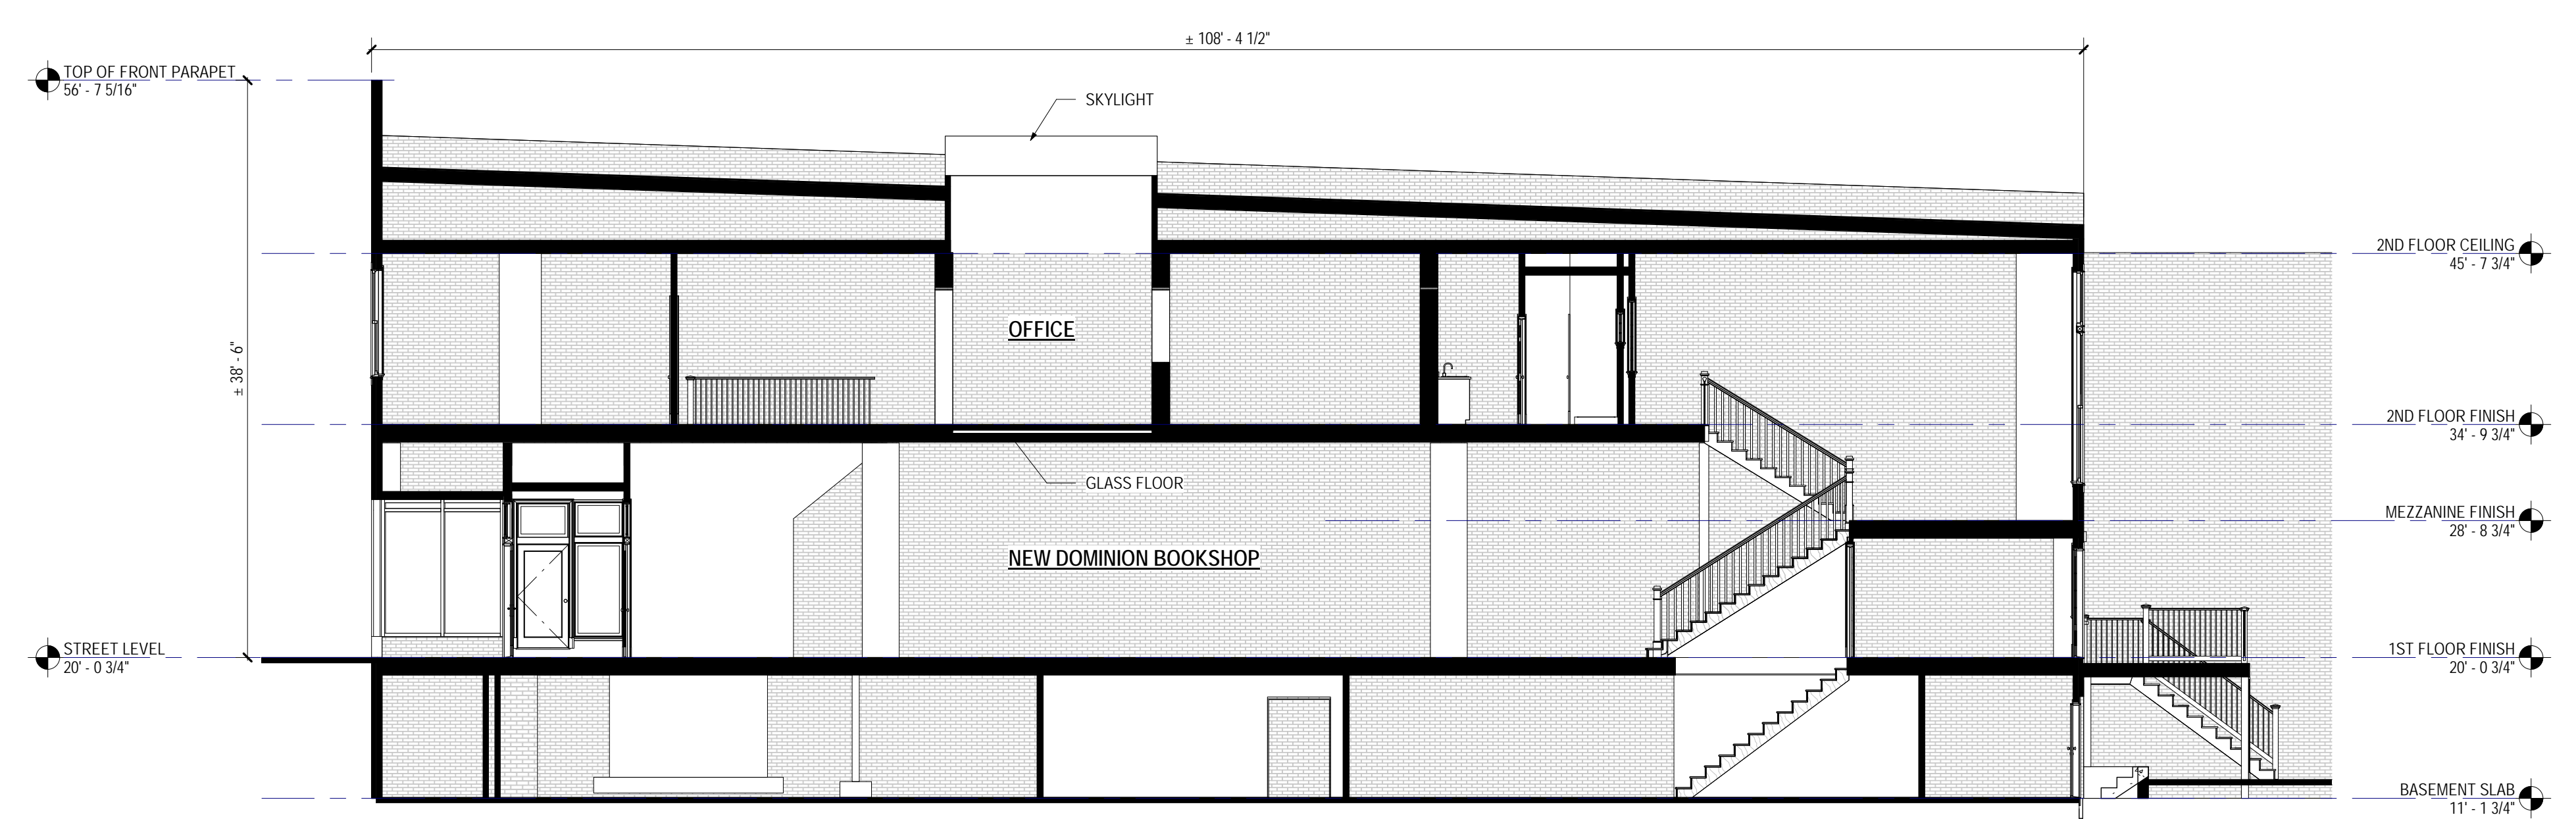 ± 108' - 4 1/2"
TOP OF FRONT PARAPET
56' - 7 5/16"
SKYLIGHT
2ND FLOOR CEILING
45' - 7 3/4"
OFFICE
± 38' - 6"
2ND FLOOR FINISH
34' - 9 3/4"
GLASS FLOOR
MEZZANINE FINISH
28' - 8 3/4"
NEW DOMINION BOOKSHOP
STREET LEVEL
20' - 0 3/4"
1ST FLOOR FINISH
20' - 0 3/4"
BASEMENT SLAB
11' - 1 3/4"